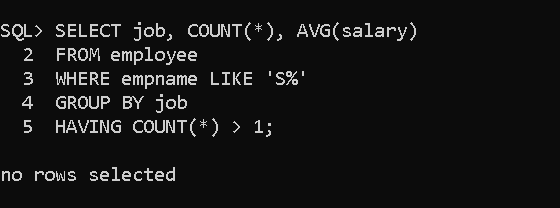 SQL> SELECT job, COUNT(*), AVG(salary)
  2  FROM employee
  3  WHERE empname LIKE 'S%'
  4  GROUP BY job
  5  HAVING COUNT(*) > 1;
no rows selected